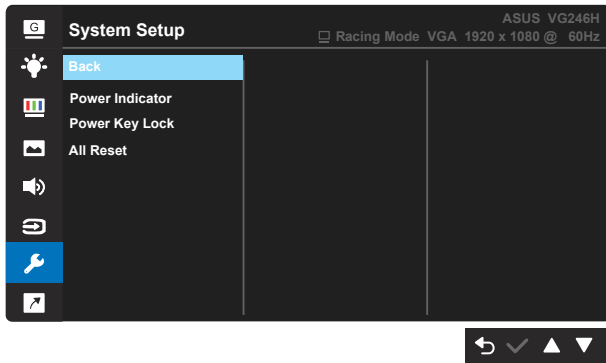 G
System Setup
ASUS VG246H
Racing Mode VGA 1920 x 1080 @ 60Hz
Back
Power Indicator
Power Key Lock
All Reset